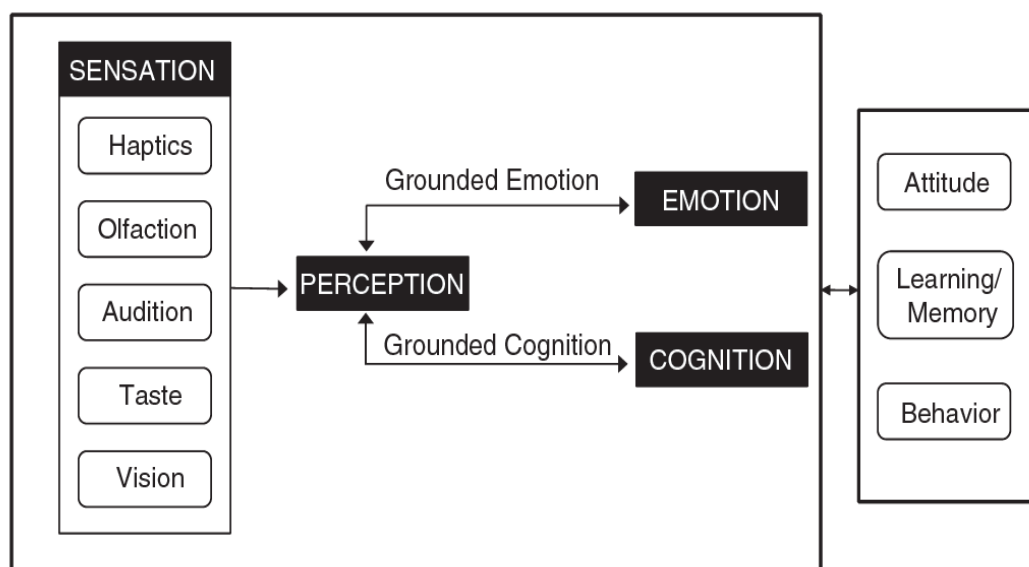 SENSATION
Haptics
Olfaction
Audition
Taste
Vision
PERCEPTION
Grounded Emotion
EMOTION
Grounded Cognition
COGNITION
Attitude
Learning/
Memory
Behavior